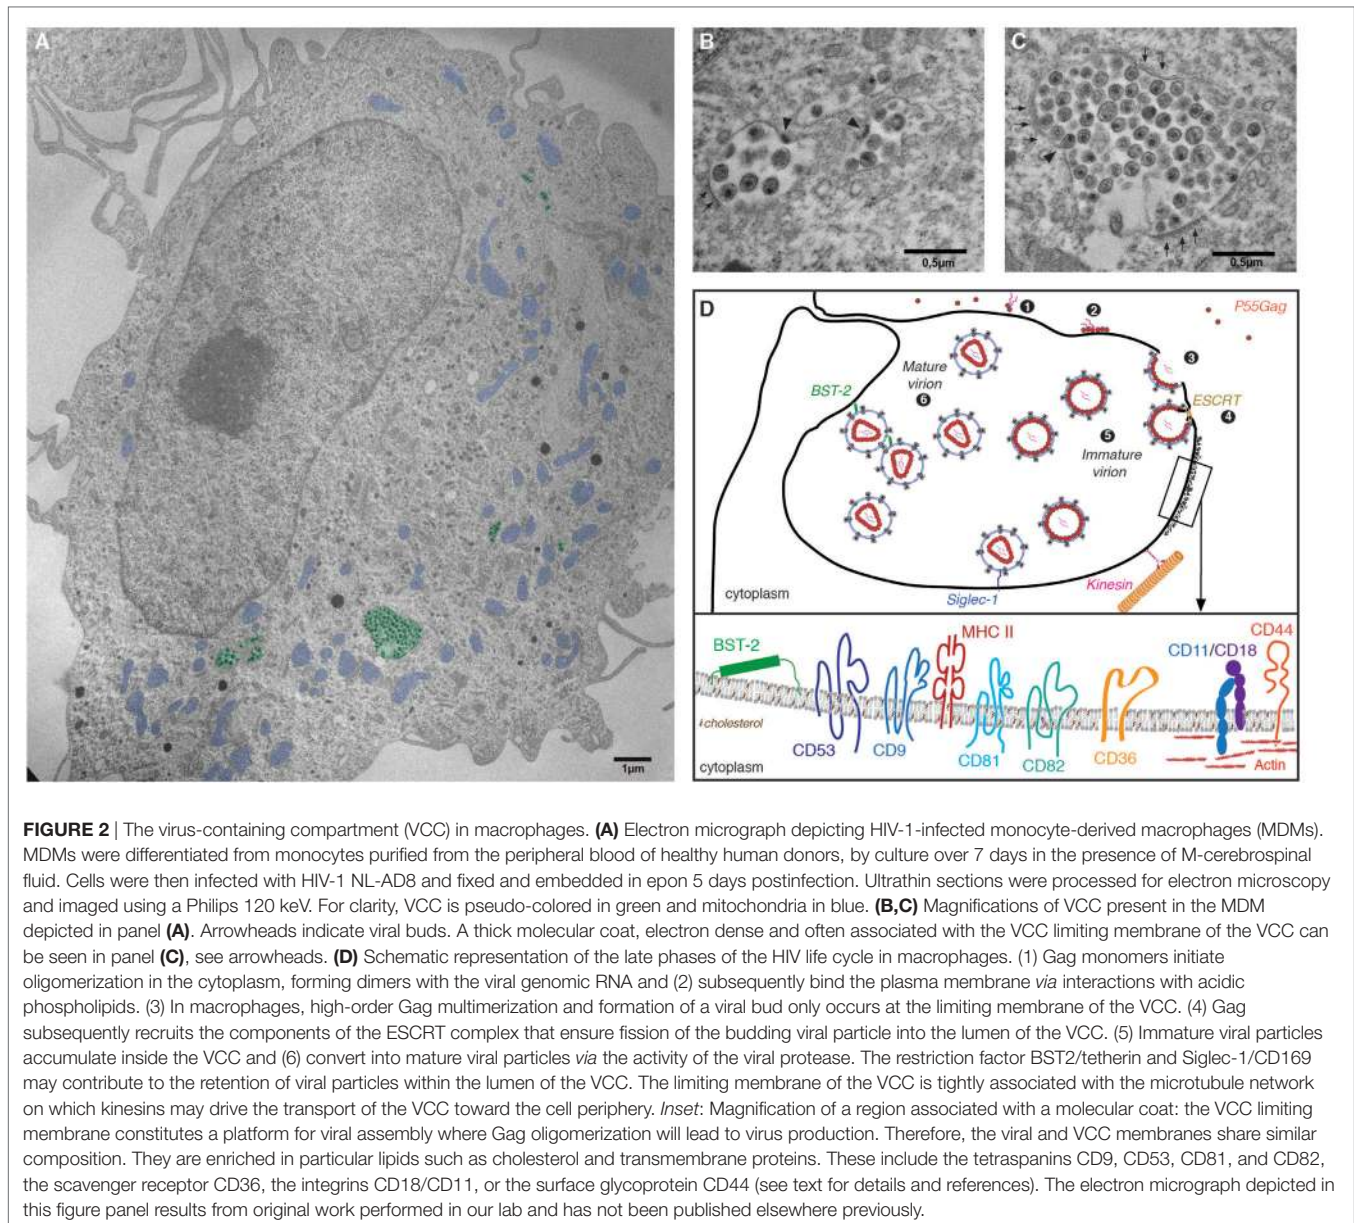 A
B
C
0,5µm
0,5µm
1µm
D
1
2
P55Gag
3
Mature
virion
6
BST-2
ESCRT
4
5
Immature
virion
Kinesin
Siglec-1
cytoplasm
BST-2
MHC II
CD44
CD11/CD18
cholesterol
CD53
CD9
CD81
CD82
CD36
Actin
cytoplasm
FIGURE 2 | The virus-containing compartment (VCC) in macrophages. (A) Electron micrograph depicting HIV-1-infected monocyte-derived macrophages (MDMs).
MDMs were differentiated from monocytes purified from the peripheral blood of healthy human donors, by culture over 7 days in the presence of M-cerebrospinal
fluid. Cells were then infected with HIV-1 NL-AD8 and fixed and embedded in epon 5 days postinfection. Ultrathin sections were processed for electron microscopy
and imaged using a Philips 120 keV. For clarity, VCC is pseudo-colored in green and mitochondria in blue. (B,C) Magnifications of VCC present in the MDM
depicted in panel (A). Arrowheads indicate viral buds. A thick molecular coat, electron dense and often associated with the VCC limiting membrane of the VCC can
be seen in panel (C), see arrowheads. (D) Schematic representation of the late phases of the HIV life cycle in macrophages. (1) Gag monomers initiate
oligomerization in the cytoplasm, forming dimers with the viral genomic RNA and (2) subsequently bind the plasma membrane via interactions with acidic
phospholipids. (3) In macrophages, high-order Gag multimerization and formation of a viral bud only occurs at the limiting membrane of the VCC. (4) Gag
subsequently recruits the components of the ESCRT complex that ensure fission of the budding viral particle into the lumen of the VCC. (5) Immature viral particles
accumulate inside the VCC and (6) convert into mature viral particles via the activity of the viral protease. The restriction factor BST2/tetherin and Siglec-1/CD169
may contribute to the retention of viral particles within the lumen of the VCC. The limiting membrane of the VCC is tightly associated with the microtubule network
on which kinesins may drive the transport of the VCC toward the cell periphery. Inset: Magnification of a region associated with a molecular coat: the VCC limiting
membrane constitutes a platform for viral assembly where Gag oligomerization will lead to virus production. Therefore, the viral and VCC membranes share similar
composition. They are enriched in particular lipids such as cholesterol and transmembrane proteins. These include the tetraspanins CD9, CD53, CD81, and CD82,
the scavenger receptor CD36, the integrins CD18/CD11, or the surface glycoprotein CD44 (see text for details and references). The electron micrograph depicted in
this figure panel results from original work performed in our lab and has not been published elsewhere previously.